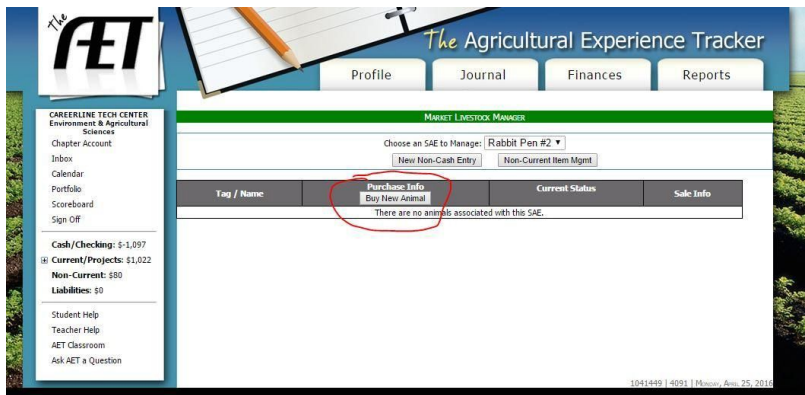 The AET
The Agricultural Experience Tracker
Profile
Journal
Finances
Reports
CAREERLINE TECH CENTER
Environment & Agricultural
Sciences
Chapter Account
Inbox
Calendar
Portfolio
Scoreboard
Sign Off
Cash/Checking: $-1,097
Current/Projects: $1,022
Non-Current: $80
Liabilities: $0
Student Help
Teacher Help
AET Classroom
Ask AET a Question
MARKET LIVESTOCK MANAGER
Choose an SAE to Manage: Rabbit Pen #2
New Non-Cash Entry
Non-Current Item Mgmt
Tag / Name
Purchase Info
Buy New Animal
Current Status
Sale Info
There are no animals associated with this SAE.
1041449 | 4091 | MONDAY, APRIL 25, 2016